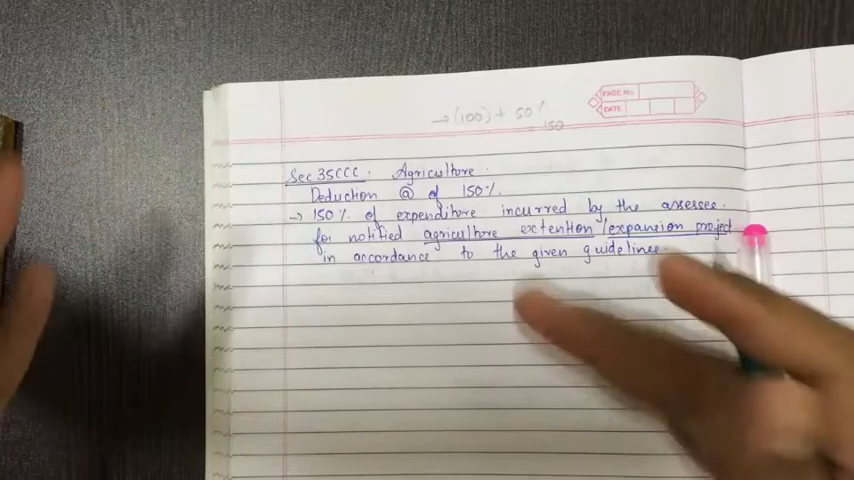 PAGE NO.
DATE
→ (100) + 50%
= 150
Sec 35CCC. Agriculture.
Deduction @ of 150%.
→ 150% of expenditure incurred by the assessee.
for notified agriculture extention/expansion project
in accordance to the given guidelines.